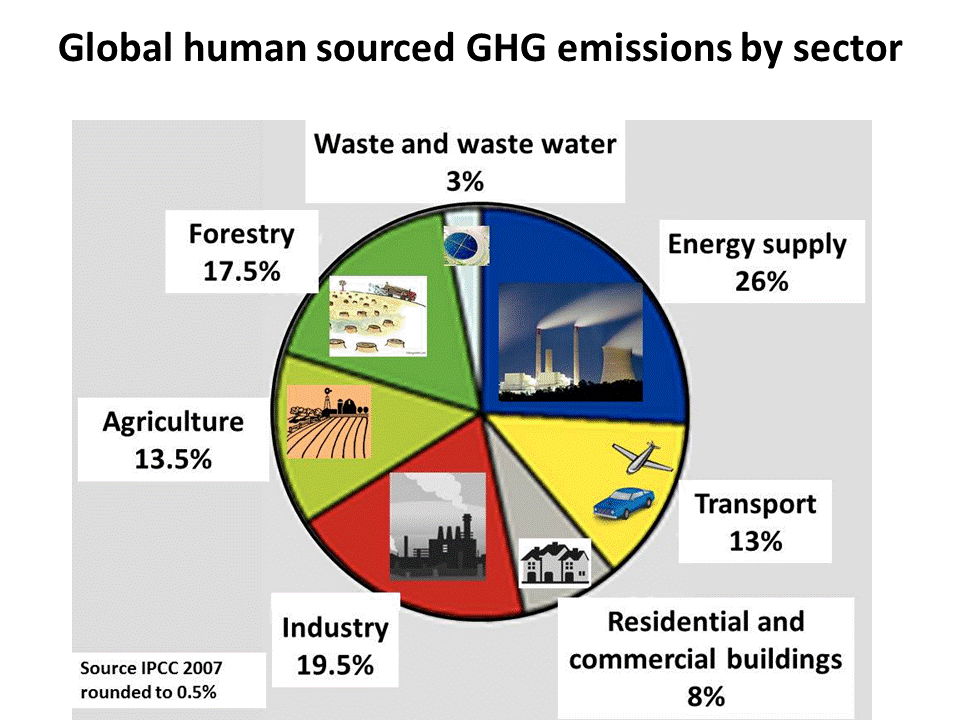 Global human sourced GHG emissions by sector
Waste and waste water
3%
Forestry
17.5%
Energy supply
26%
Agriculture
13.5%
Transport
13%
Industry
19.5%
Residential and
commercial buildings
8%
Source IPCC 2007
rounded to 0.5%